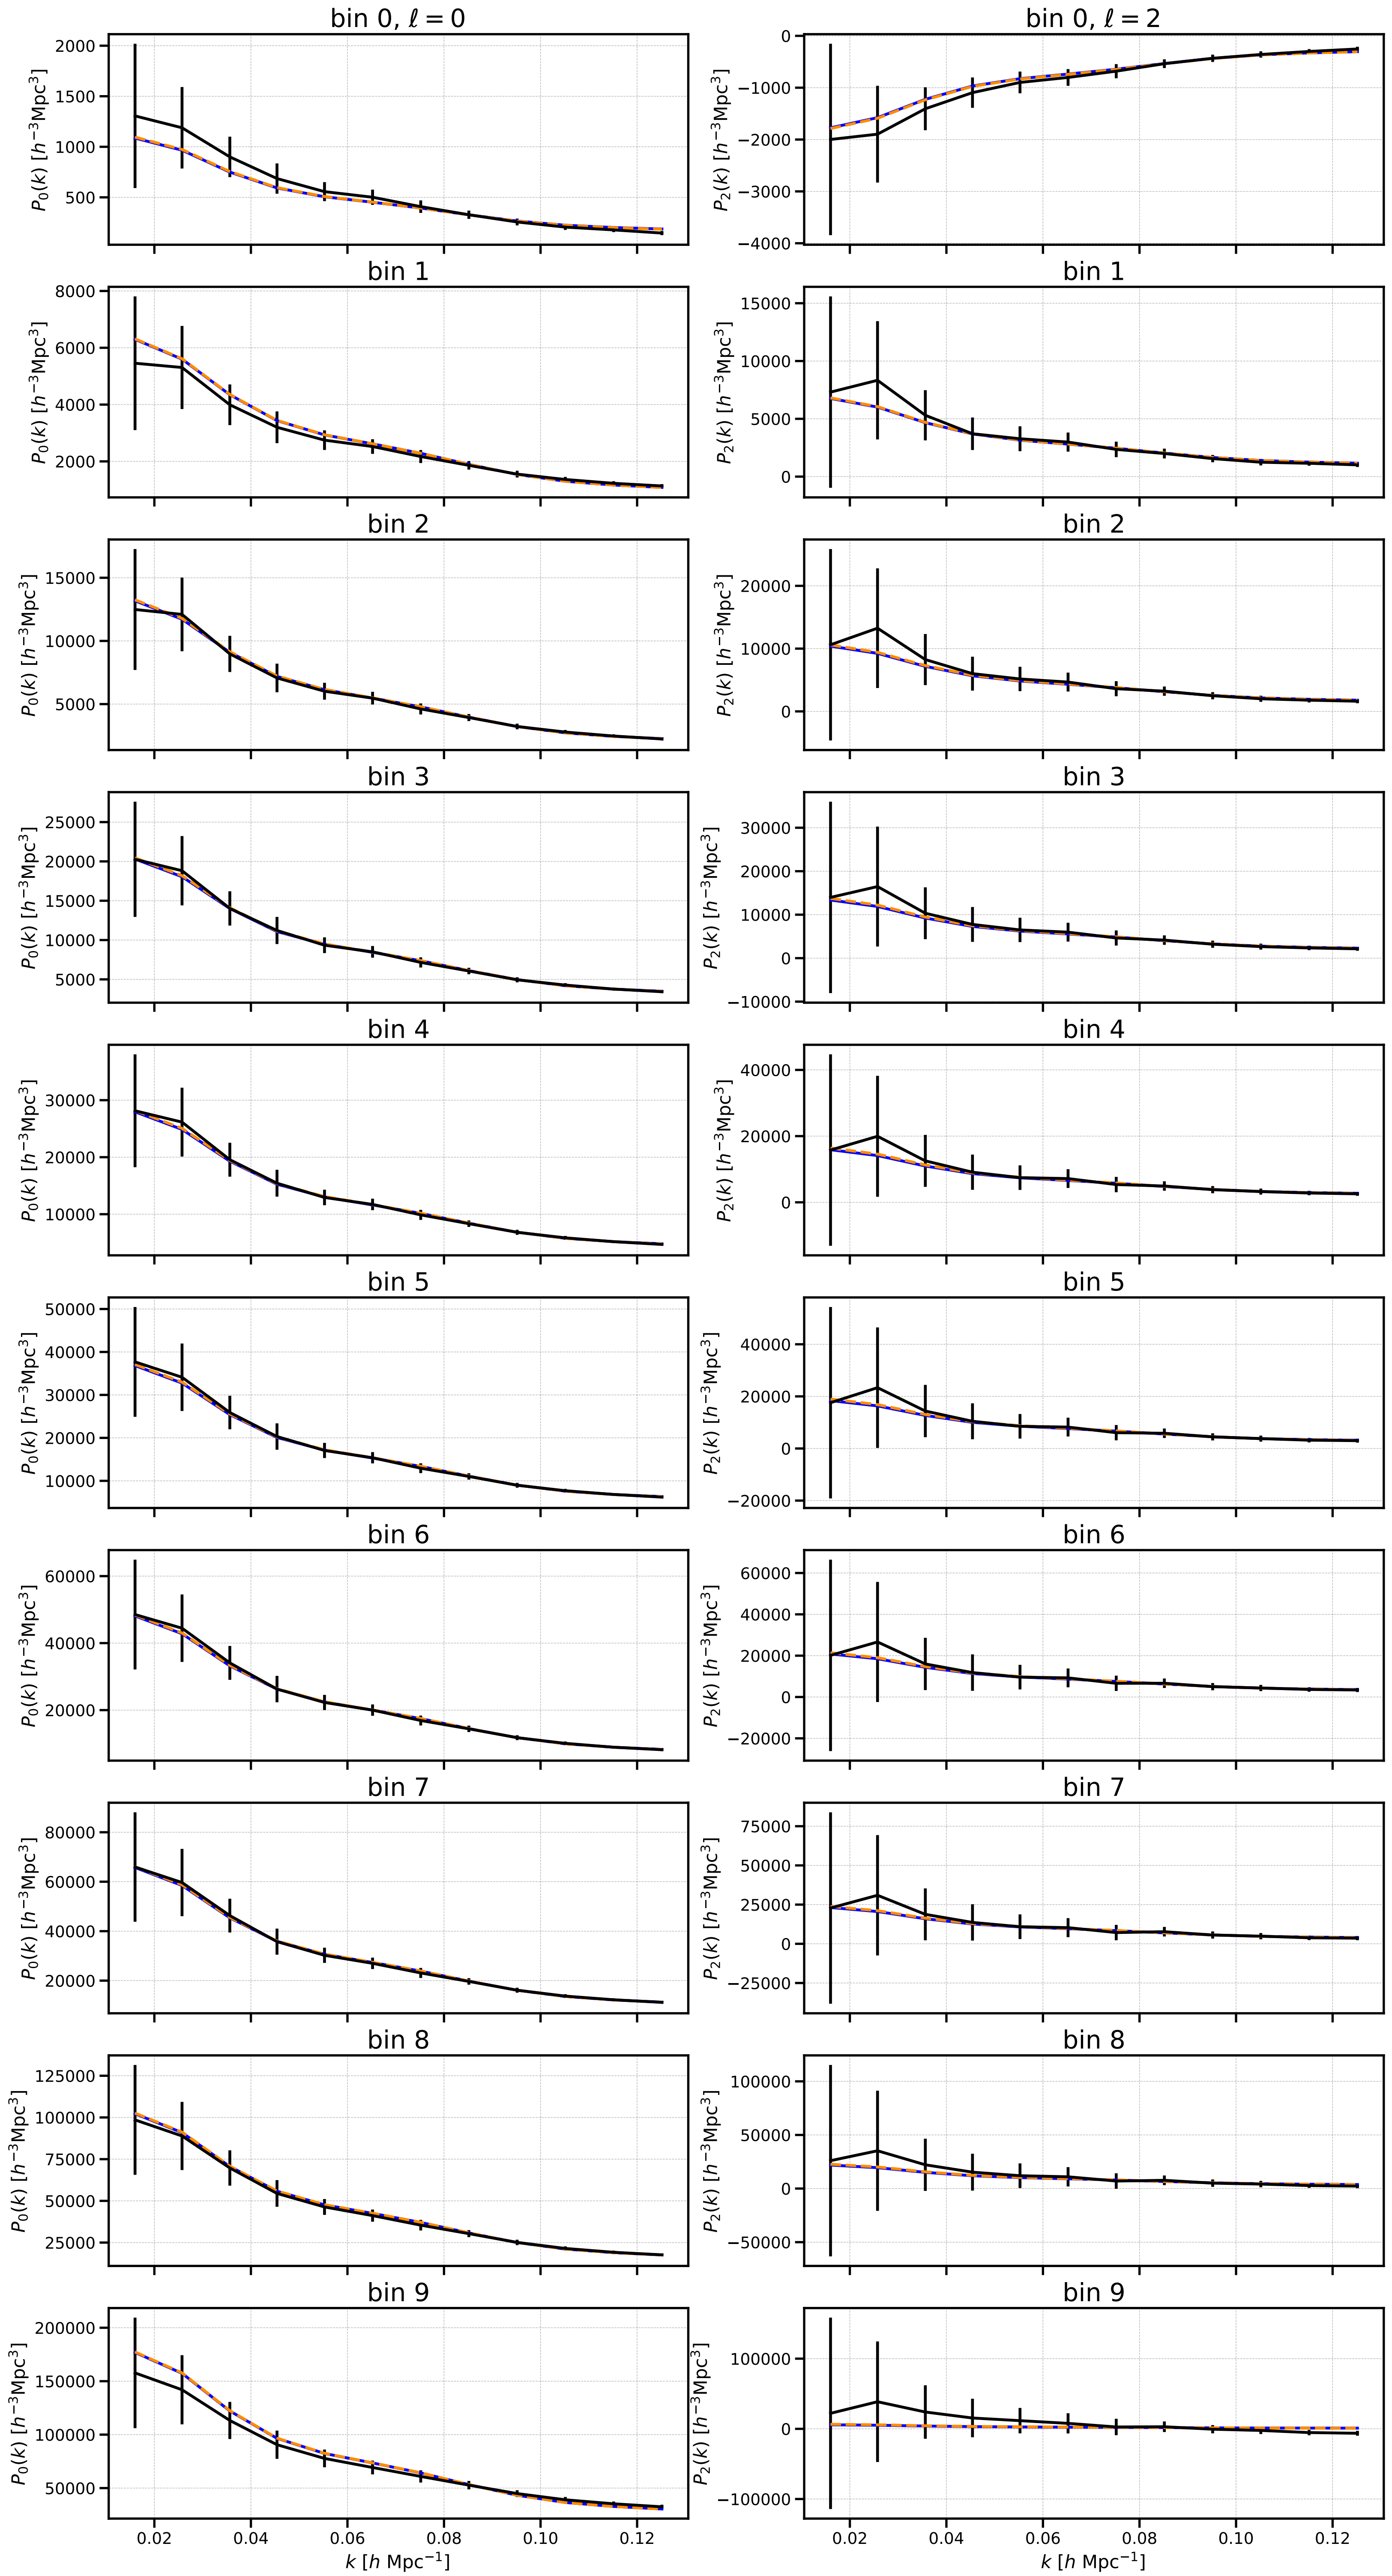 bin 0, ℓ = 0
P₀(k) [h⁻³Mpc³]
2000
1500
1000
500
bin 0, ℓ = 2
P₂(k) [h⁻³Mpc³]
0
−1000
−2000
−3000
−4000
bin 1
P₀(k) [h⁻³Mpc³]
8000
6000
4000
2000
bin 1
P₂(k) [h⁻³Mpc³]
15000
10000
5000
0
bin 2
P₀(k) [h⁻³Mpc³]
15000
10000
5000
bin 2
P₂(k) [h⁻³Mpc³]
20000
10000
0
bin 3
P₀(k) [h⁻³Mpc³]
25000
20000
15000
10000
5000
bin 3
P₂(k) [h⁻³Mpc³]
30000
20000
10000
0
−10000
bin 4
P₀(k) [h⁻³Mpc³]
30000
20000
10000
bin 4
P₂(k) [h⁻³Mpc³]
40000
20000
0
bin 5
P₀(k) [h⁻³Mpc³]
50000
40000
30000
20000
10000
bin 5
P₂(k) [h⁻³Mpc³]
40000
20000
0
−20000
bin 6
P₀(k) [h⁻³Mpc³]
60000
40000
20000
bin 6
P₂(k) [h⁻³Mpc³]
60000
40000
20000
0
−20000
bin 7
P₀(k) [h⁻³Mpc³]
80000
60000
40000
20000
bin 7
P₂(k) [h⁻³Mpc³]
75000
50000
25000
0
−25000
bin 8
P₀(k) [h⁻³Mpc³]
125000
100000
75000
50000
25000
bin 8
P₂(k) [h⁻³Mpc³]
100000
50000
0
−50000
bin 9
P₀(k) [h⁻³Mpc³]
200000
150000
100000
50000
0.02 0.04 0.06 0.08 0.10 0.12
k [h Mpc⁻¹]
bin 9
P₂(k) [h⁻³Mpc³]
100000
0
−100000
0.02 0.04 0.06 0.08 0.10 0.12
k [h Mpc⁻¹]